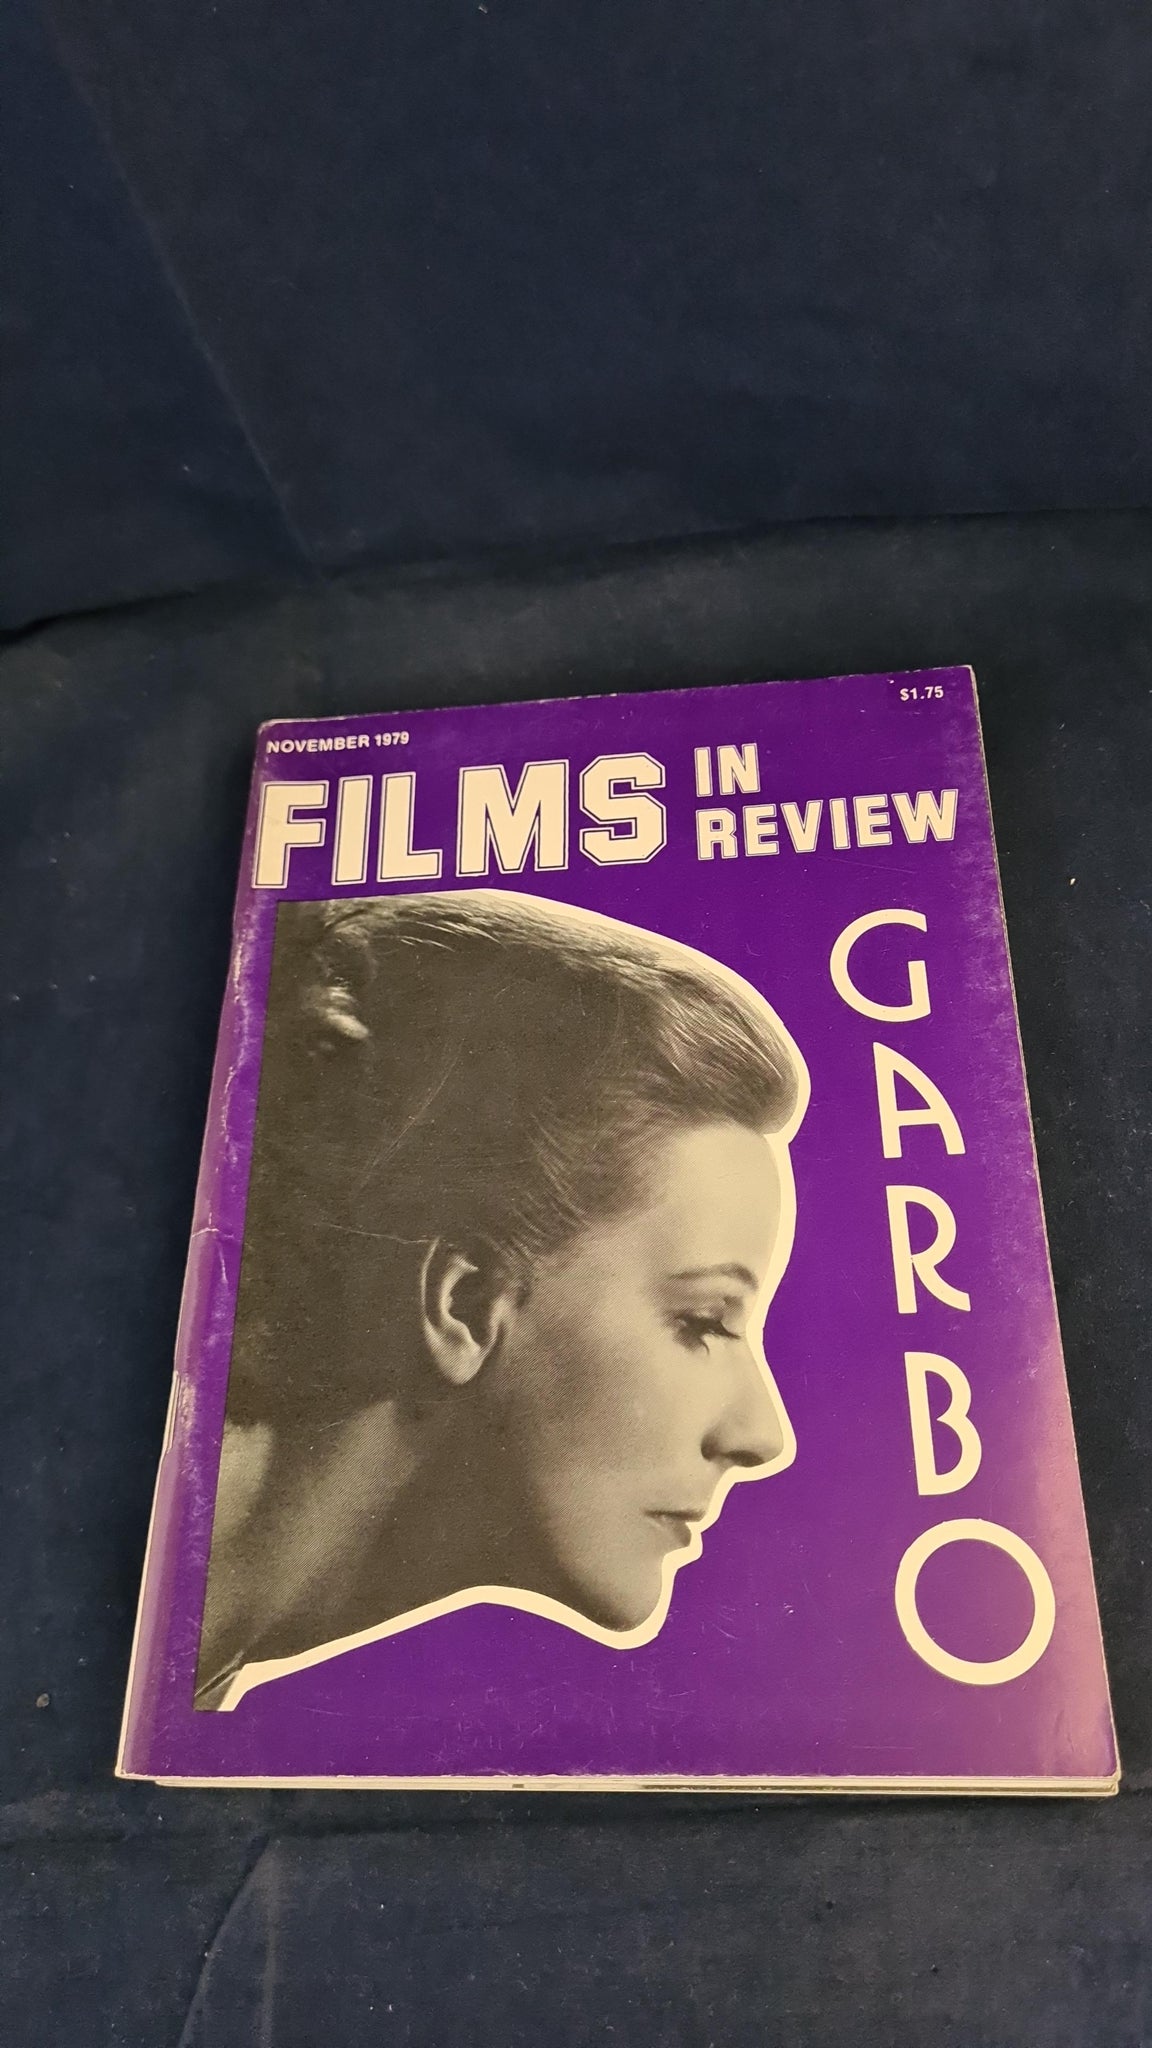 NOVEMBER 1979
$1.75
FILMS
IN
REVIEW
GARBO